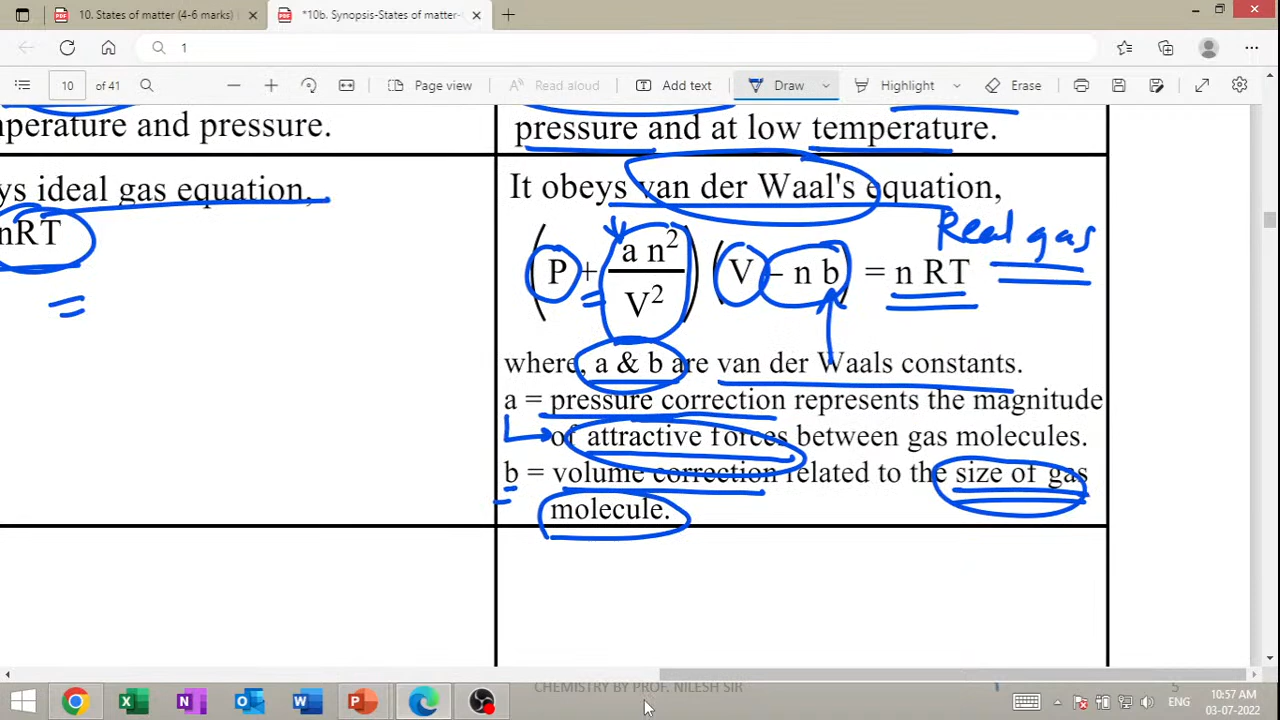 10. States of matter (4-6 marks)
*10b. Synopsis-States of matter-
1
10 of 41
Page view
Read aloud
Add text
Draw
Highlight
Erase
perature and pressure.
pressure and at low temperature.
ys ideal gas equation,
nRT
It obeys van der Waal's equation,
Real gas
(P + a n² / V²) (V - n b) = n RT
where, a & b are van der Waals constants.
a = pressure correction represents the magnitude
of attractive forces between gas molecules.
b = volume correction related to the size of gas
molecule.
CHEMISTRY BY PROF. NILESH SIR
5
ENG
10:57 AM
03-07-2022